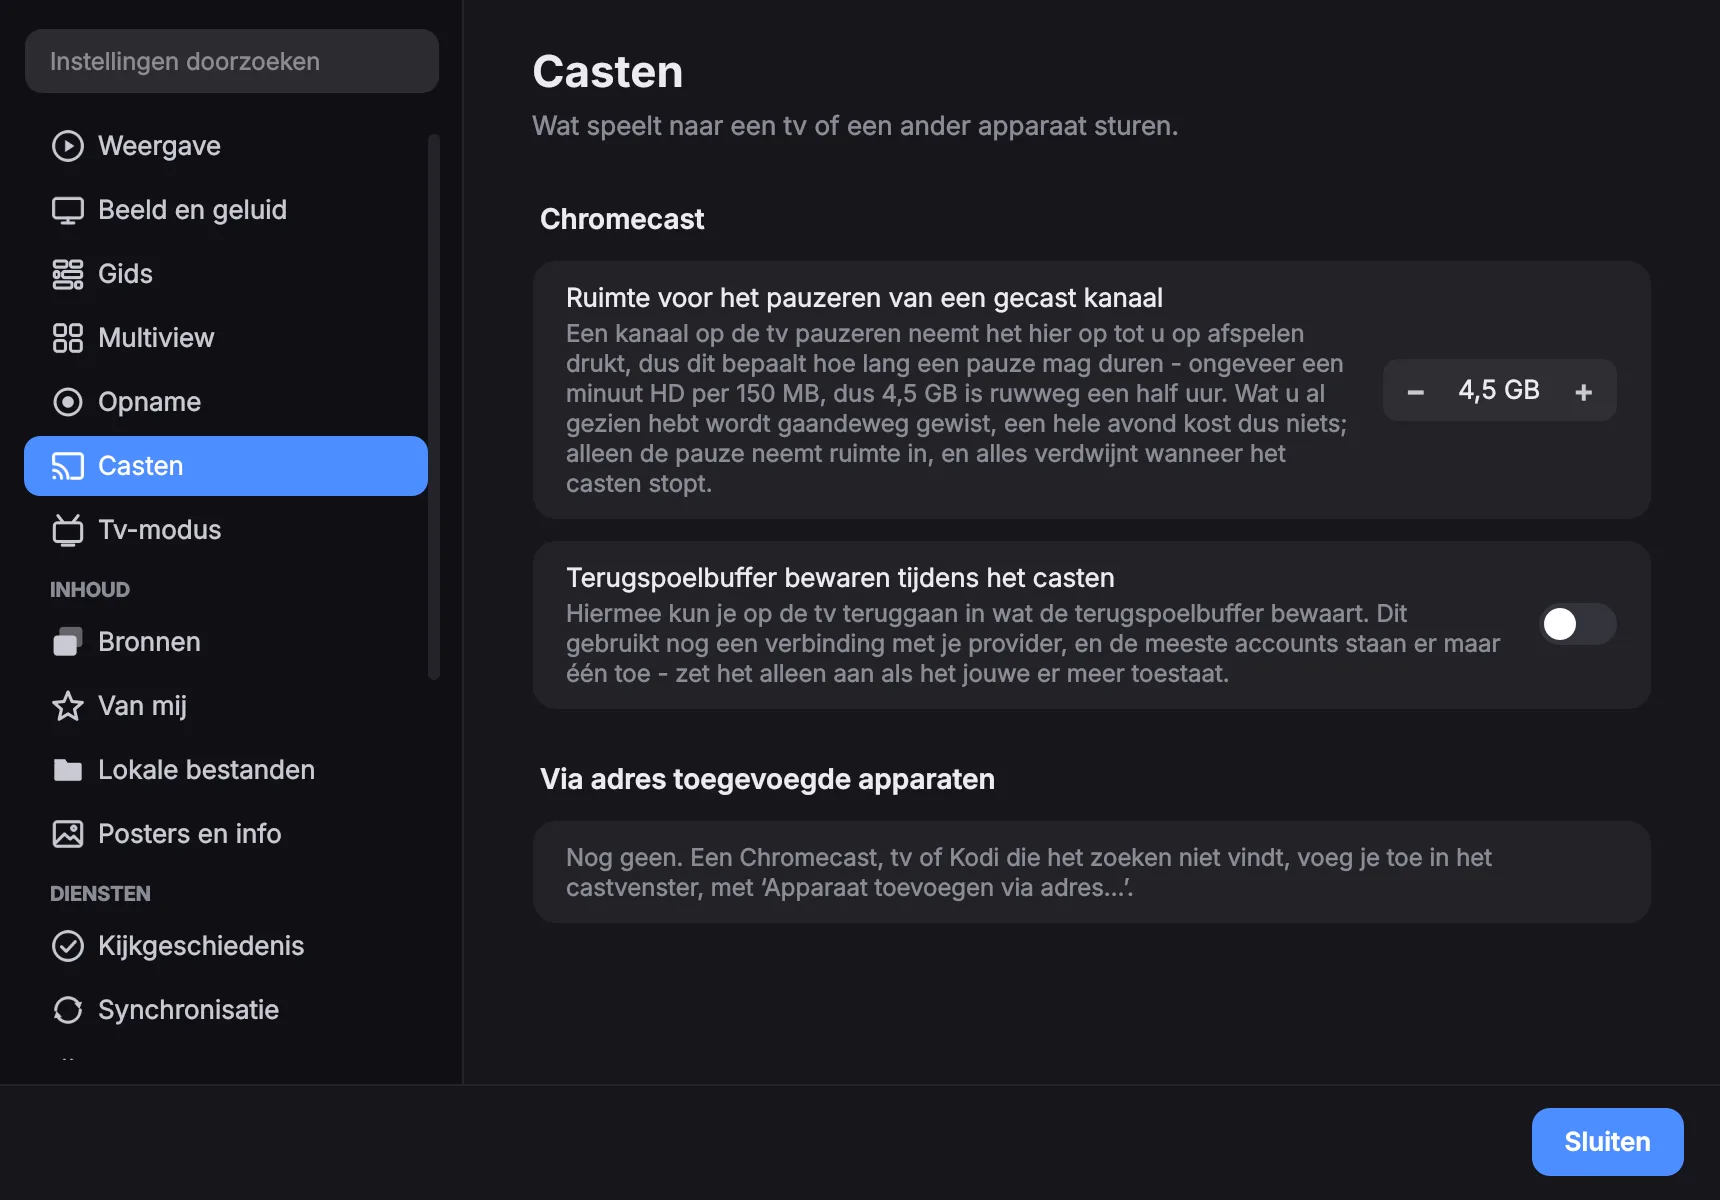 Instellingen doorzoeken
Weergave
Beeld en geluid
Gids
Multiview
Opname
Casten
Tv-modus
INHOUD
Bronnen
Van mij
Lokale bestanden
Posters en info
DIENSTEN
Kijkgeschiedenis
Synchronisatie
Casten
Wat speelt naar een tv of een ander apparaat sturen.
Chromecast
Ruimte voor het pauzeren van een gecast kanaal
Een kanaal op de tv pauzeren neemt het hier op tot u op afspelen
drukt, dus dit bepaalt hoe lang een pauze mag duren - ongeveer een
minuut HD per 150 MB, dus 4,5 GB is ruwweg een half uur. Wat u al
gezien hebt wordt gaandeweg gewist, een hele avond kost dus niets;
alleen de pauze neemt ruimte in, en alles verdwijnt wanneer het
casten stopt.
− 4,5 GB +
Terugspoelbuffer bewaren tijdens het casten
Hiermee kun je op de tv teruggaan in wat de terugspoelbuffer bewaart. Dit
gebruikt nog een verbinding met je provider, en de meeste accounts staan er maar
één toe - zet het alleen aan als het jouwe er meer toestaat.
Via adres toegevoegde apparaten
Nog geen. Een Chromecast, tv of Kodi die het zoeken niet vindt, voeg je toe in het
castvenster, met ‘Apparaat toevoegen via adres...’.
Sluiten